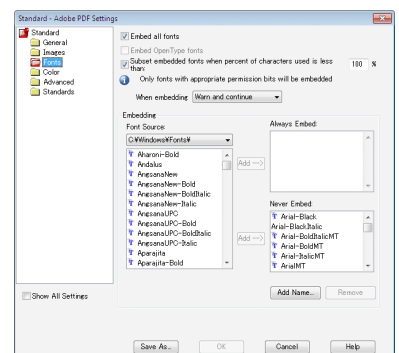 Standard - Adobe PDF Settings
Standard
General
Images
Fonts
Color
Advanced
Standards
Show All Settings
Embed all fonts
Embed OpenType fonts
Subset embedded fonts when percent of characters used is less than:
100 %
Only fonts with appropriate permission bits will be embedded
When embedding Warn and continue
Embedding
Font Source:
C:¥Windows¥Fonts¥
Aharoni-Bold
Andalus
AngsanaNew
AngsanaNew-Bold
AngsanaNew-BoldItalic
AngsanaNew-Italic
AngsanaUPC
AngsanaUPC-Bold
AngsanaUPC-BoldItalic
AngsanaUPC-Italic
Aparajita
Aparajita-Bold
Add -->
Add -->
Always Embed:
Never Embed:
Arial-Black
Arial-BlackItalic
Arial-BoldItalicMT
Arial-BoldMT
Arial-ItalicMT
ArialMT
Add Name...
Remove
Save As...
OK
Cancel
Help